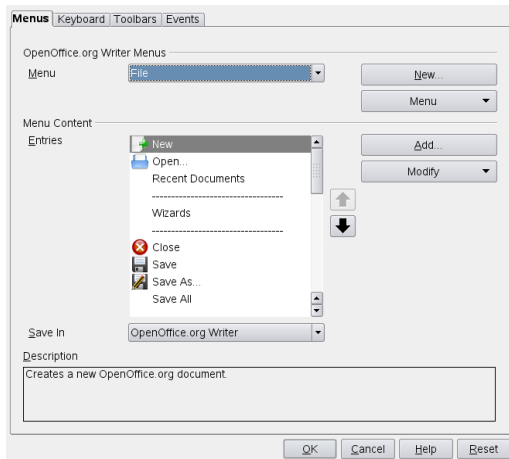 Menus Keyboard Toolbars Events
OpenOffice.org Writer Menus
Menu File New...
Menu
Menu Content
Entries New Add...
Open... Modify
Recent Documents
----------------------------------
Wizards
----------------------------------
Close
Save
Save As...
Save All
Save In OpenOffice.org Writer
Description
Creates a new OpenOffice.org document.
OK Cancel Help Reset